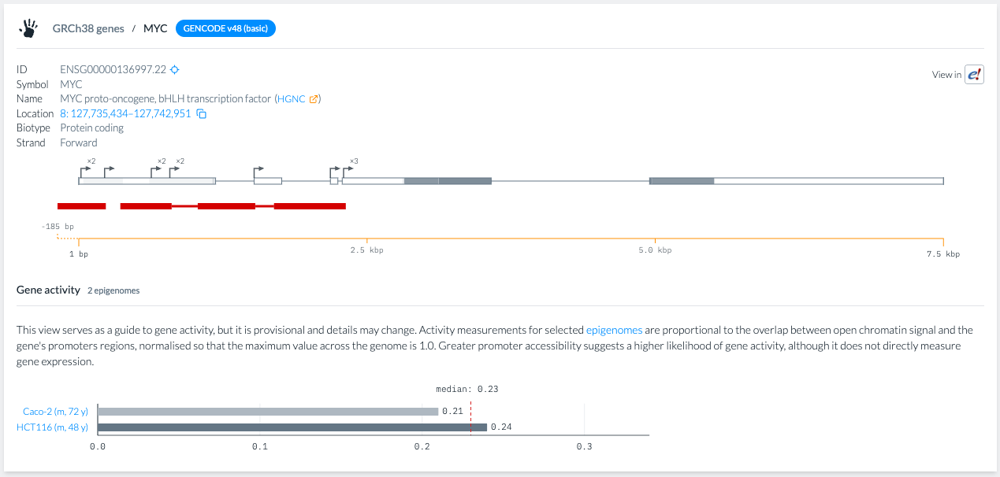 GRCh38 genes / MYC GENCODE v48 (basic)
ID ENSG00000136997.22
View in e!
Symbol MYC
Name MYC proto-oncogene, bHLH transcription factor (HGNC)
Location 8: 127,735,434–127,742,951
Biotype Protein coding
Strand Forward
×2 ×2 ×2 ×3
-185 bp
1 bp 2.5 kbp 5.0 kbp 7.5 kbp
Gene activity 2 epigenomes
This view serves as a guide to gene activity, but it is provisional and details may change. Activity measurements for selected epigenomes are proportional to the overlap between open chromatin signal and the
gene's promoters regions, normalised so that the maximum value across the genome is 1.0. Greater promoter accessibility suggests a higher likelihood of gene activity, although it does not directly measure
gene expression.
median: 0.23
Caco-2 (m, 72 y) 0.21
HCT116 (m, 48 y) 0.24
0.0 0.1 0.2 0.3